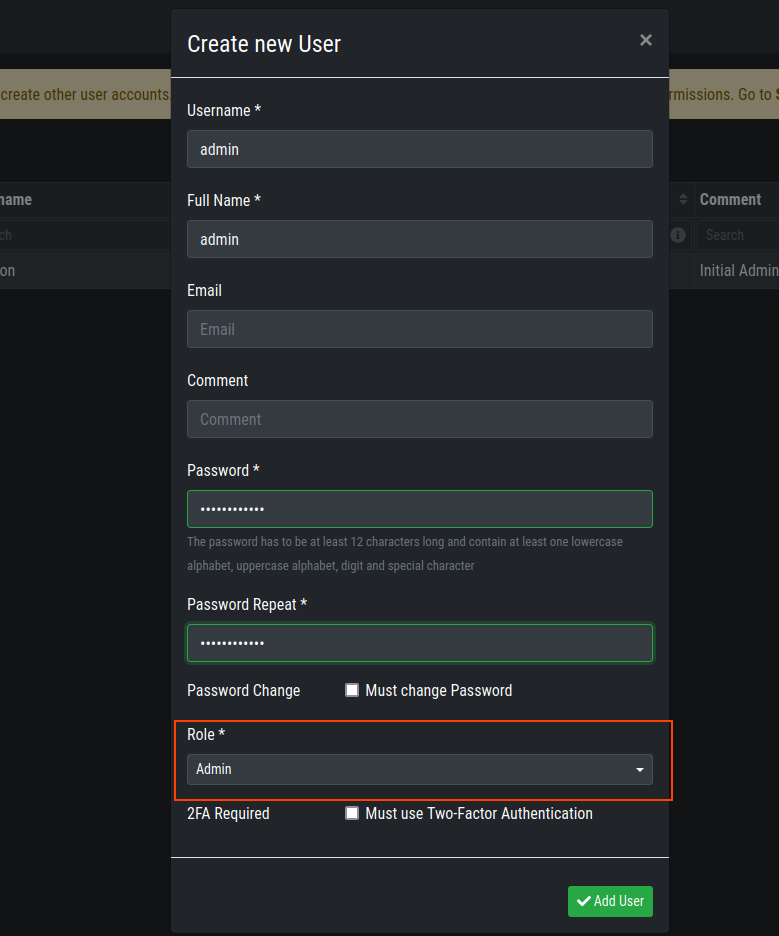 Create new User
×
create other user accounts
rmissions. Go to
Username *
admin
name
Comment
Full Name *
admin
ch
Search
on
Initial Admin
Email
Email
Comment
Comment
Password *
••••••••••••
The password has to be at least 12 characters long and contain at least one lowercase
alphabet, uppercase alphabet, digit and special character
Password Repeat *
••••••••••••
Password Change
Must change Password
Role *
Admin
2FA Required
Must use Two-Factor Authentication
Add User